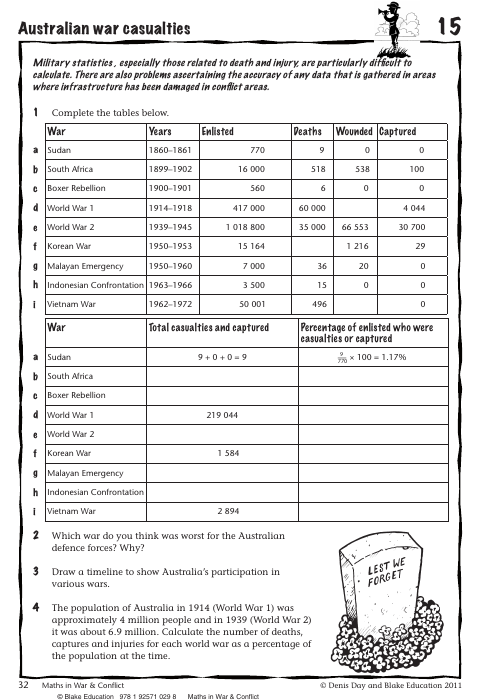 Australian war casualties 15
Military statistics, especially those related to death and injury, are particularly difficult to
calculate. There are also problems ascertaining the accuracy of any data that is gathered in areas
where infrastructure has been damaged in conflict areas.
1 Complete the tables below.
War Years Enlisted Deaths Wounded Captured
a Sudan 1860–1861 770 9 0 0
b South Africa 1899–1902 16 000 518 538 100
c Boxer Rebellion 1900–1901 560 6 0 0
d World War 1 1914–1918 417 000 60 000 4 044
e World War 2 1939–1945 1 018 800 35 000 66 553 30 700
f Korean War 1950–1953 15 164 1 216 29
g Malayan Emergency 1950–1960 7 000 36 20 0
h Indonesian Confrontation 1963–1966 3 500 15 0 0
i Vietnam War 1962–1972 50 001 496 0
War Total casualties and captured Percentage of enlisted who were
casualties or captured
a Sudan 9 + 0 + 0 = 9 9/770 × 100 = 1.17%
b South Africa
c Boxer Rebellion
d World War 1 219 044
e World War 2
f Korean War 1 584
g Malayan Emergency
h Indonesian Confrontation
i Vietnam War 2 894
2 Which war do you think was worst for the Australian
defence forces? Why?
3 Draw a timeline to show Australia's participation in
various wars.
4 The population of Australia in 1914 (World War 1) was
approximately 4 million people and in 1939 (World War 2)
it was about 6.9 million. Calculate the number of deaths,
captures and injuries for each world war as a percentage of
the population at the time.
LEST WE
FORGET
32 Maths in War & Conflict © Denis Day and Blake Education 2011
© Blake Education 978 1 92571 029 8 Maths in War & Conflict